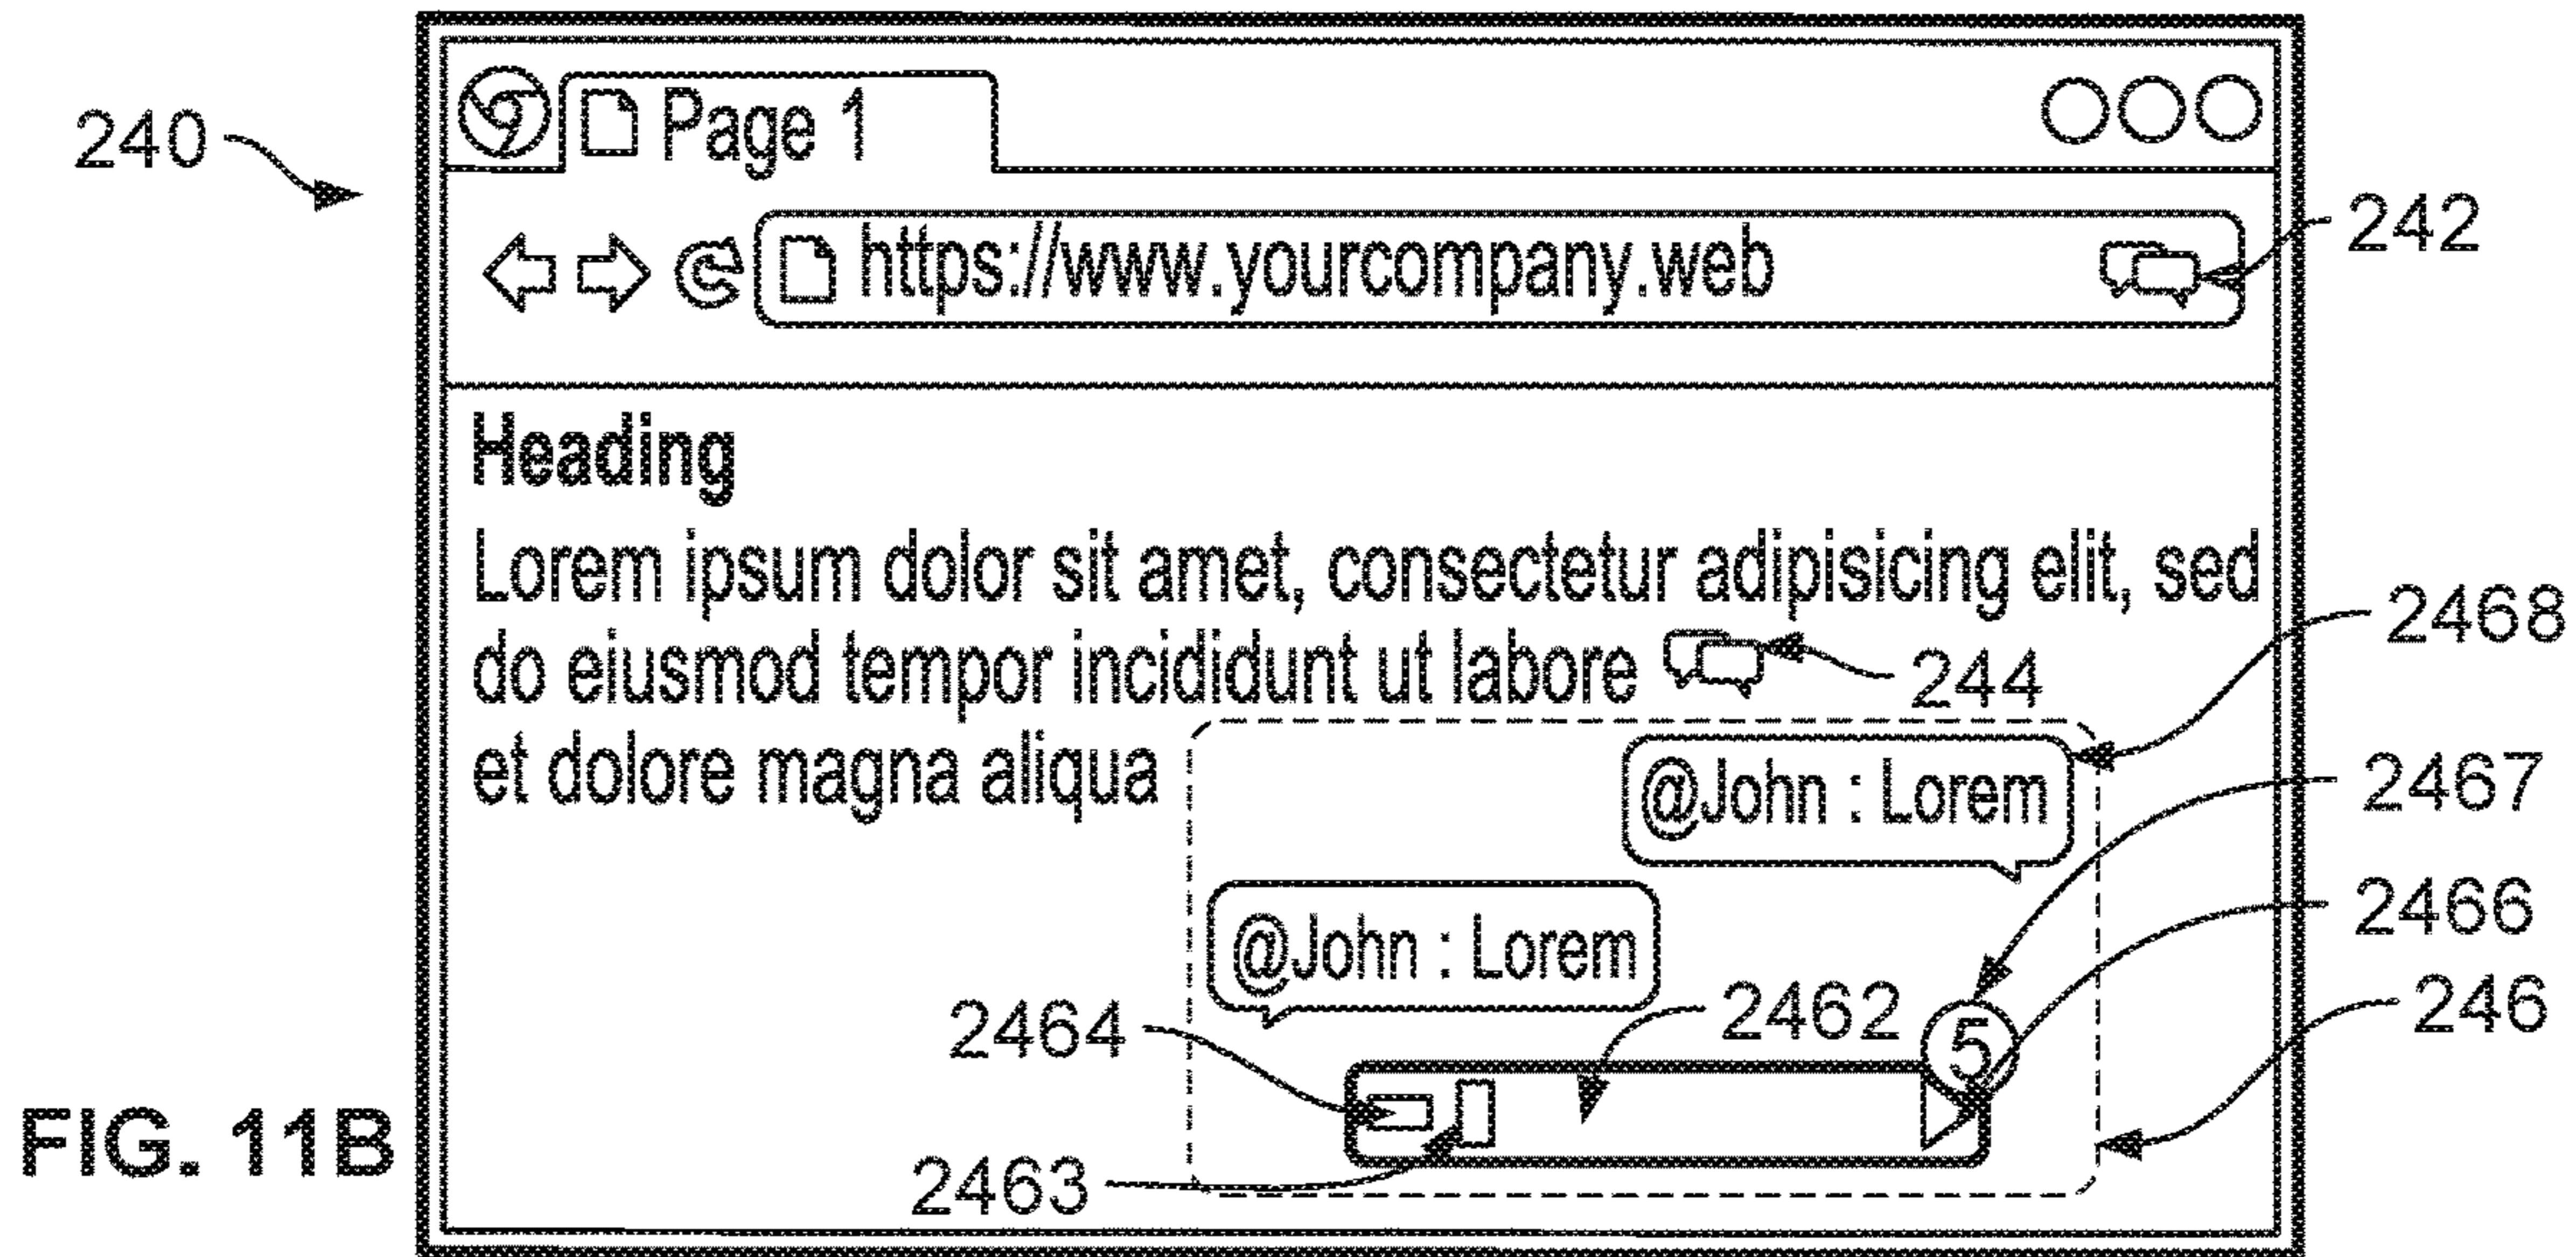 Page 1
240
https://www.yourcompany.web
242
Heading
Lorem ipsum dolor sit amet, consectetur adipisicing elit, sed
do eiusmod tempor incididunt ut labore
244
2468
et dolore magna aliqua
@John : Lorem
2467
@John : Lorem
2466
2464
2462
5
246
FIG. 11B
2463